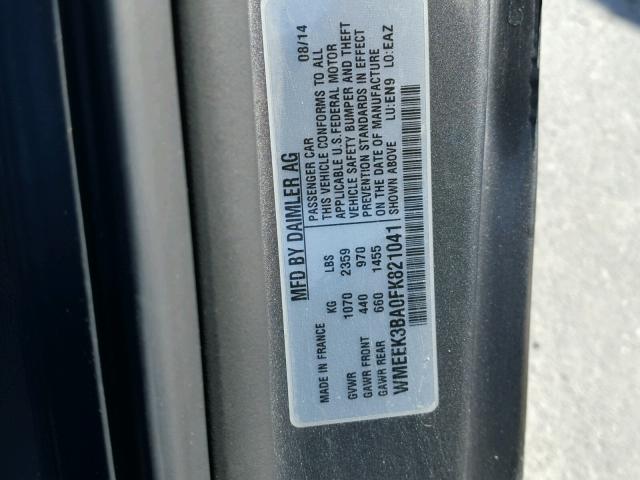 MFD BY DAIMLER AG
08/14
PASSENGER CAR
THIS VEHICLE CONFORMS TO ALL
APPLICABLE U.S. FEDERAL MOTOR
VEHICLE SAFETY BUMPER AND THEFT
PREVENTION STANDARDS IN EFFECT
ON THE DATE OF MANUFACTURE
SHOWN ABOVE LU:EN9 LO:EAZ
MADE IN FRANCE KG LBS
GVWR 1070 2359
GAWR FRONT 440 970
GAWR REAR 660 1455
WMEEK3BA0FK821041